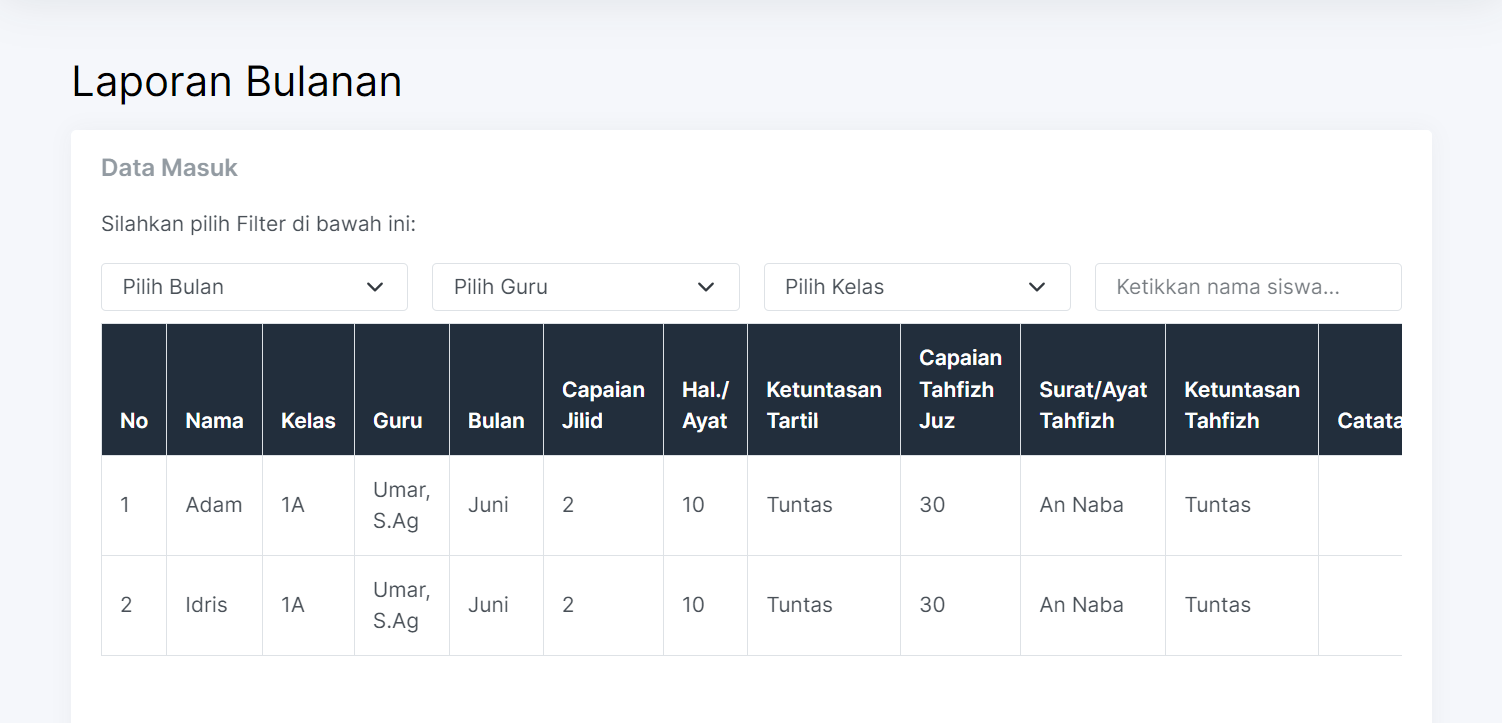 Laporan Bulanan
Data Masuk
Silahkan pilih Filter di bawah ini:
Pilih Bulan Pilih Guru Pilih Kelas Ketikkan nama siswa...
No Nama Kelas Guru Bulan Capaian Jilid Hal./ Ayat Ketuntasan Tartil Capaian Tahfizh Juz Surat/Ayat Tahfizh Ketuntasan Tahfizh Catata
1 Adam 1A Umar, S.Ag Juni 2 10 Tuntas 30 An Naba Tuntas
2 Idris 1A Umar, S.Ag Juni 2 10 Tuntas 30 An Naba Tuntas